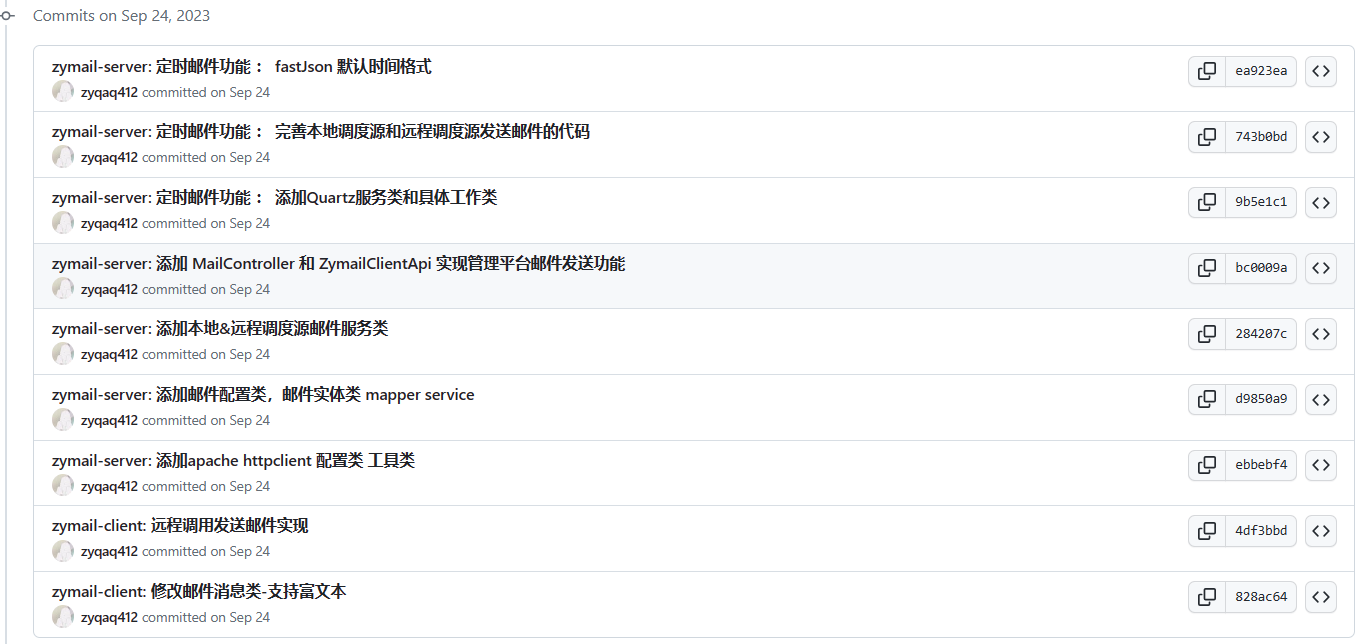 Commits on Sep 24, 2023
zymail-server: 定时邮件功能： fastJson 默认时间格式
ea923ea
zyqaq412 committed on Sep 24
zymail-server: 定时邮件功能： 完善本地调度源和远程调度源发送邮件的代码
743b0bd
zyqaq412 committed on Sep 24
zymail-server: 定时邮件功能： 添加Quartz服务类和具体工作类
9b5e1c1
zyqaq412 committed on Sep 24
zymail-server: 添加 MailController 和 ZymailClientApi 实现管理平台邮件发送功能
bc0009a
zyqaq412 committed on Sep 24
zymail-server: 添加本地&远程调度源邮件服务类
284207c
zyqaq412 committed on Sep 24
zymail-server: 添加邮件配置类，邮件实体类 mapper service
d9850a9
zyqaq412 committed on Sep 24
zymail-server: 添加apache httpclient 配置类 工具类
ebbebf4
zyqaq412 committed on Sep 24
zymail-client: 远程调用发送邮件实现
4df3bbd
zyqaq412 committed on Sep 24
zymail-client: 修改邮件消息类-支持富文本
828ac64
zyqaq412 committed on Sep 24